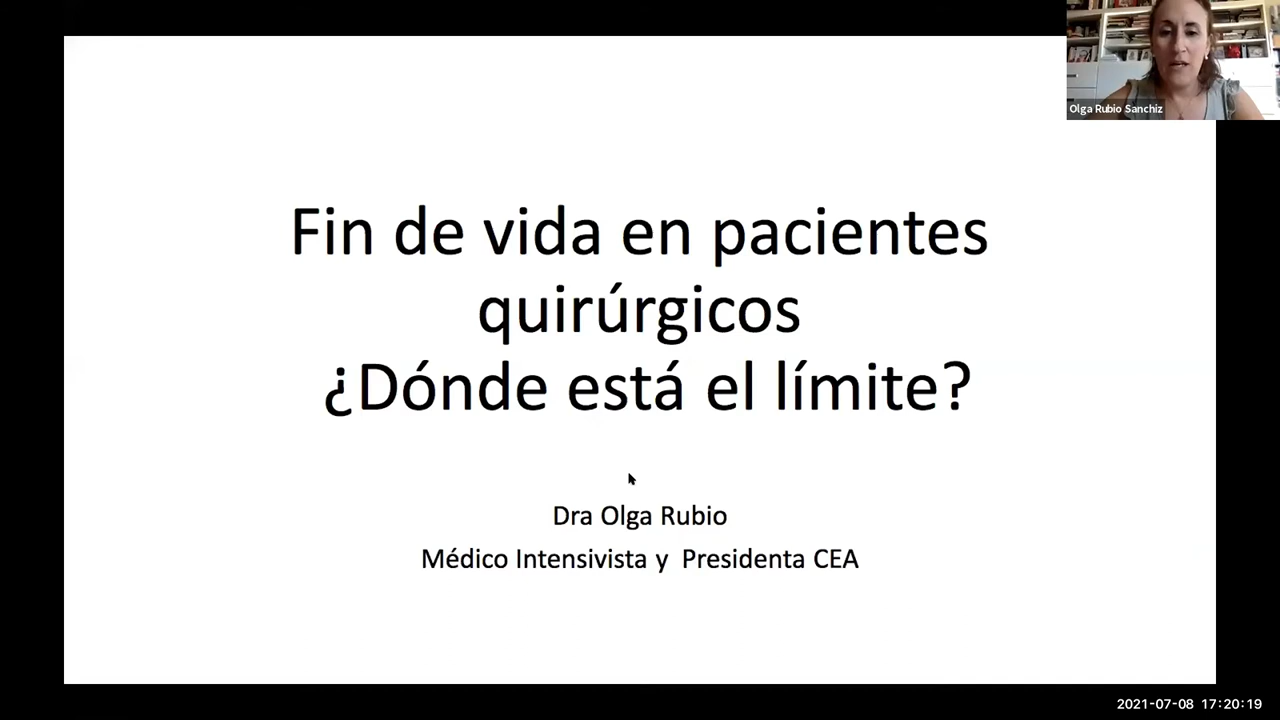 Olga Rubio Sanchiz
Fin de vida en pacientes
quirúrgicos
¿Dónde está el límite?
Dra Olga Rubio
Médico Intensivista y Presidenta CEA
2021-07-08 17:20:19